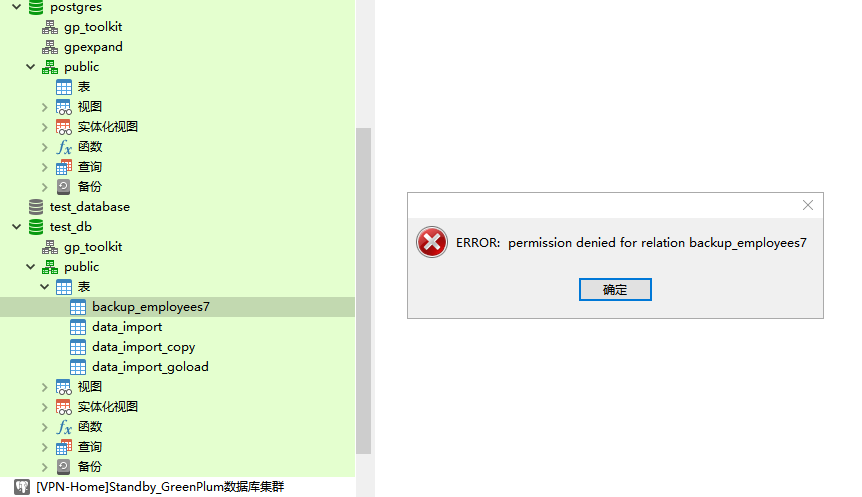 postgres
gp_toolkit
gpexpand
public
表
视图
实体化视图
函数
查询
备份
test_database
test_db
gp_toolkit
public
表
backup_employees7
data_import
data_import_copy
data_import_goload
视图
实体化视图
函数
查询
备份
[VPN-Home]Standby_GreenPlum数据库集群
ERROR:  permission denied for relation backup_employees7
确定